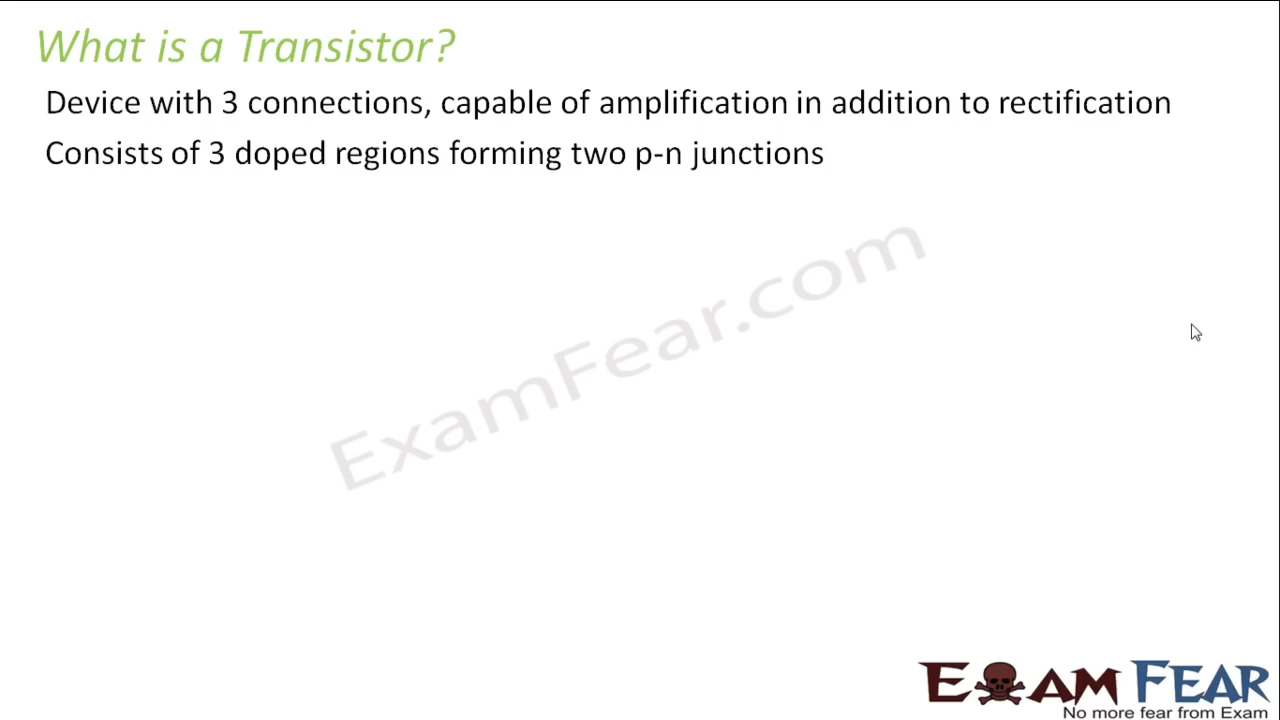 What is a Transistor?
Device with 3 connections, capable of amplification in addition to rectification
Consists of 3 doped regions forming two p-n junctions
ExamFear.com
EXAM FEAR
No more fear from Exam